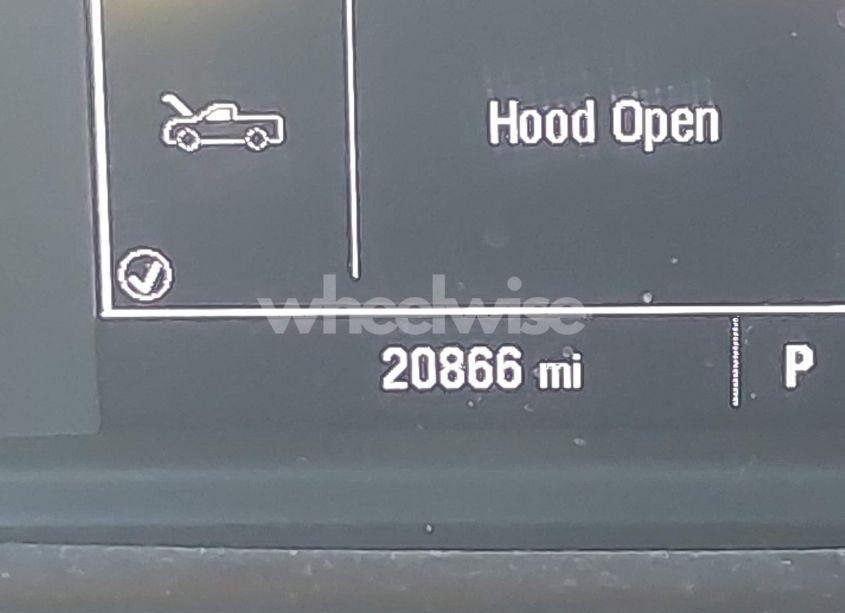 Hood Open
wheelwise
20866 mi
P